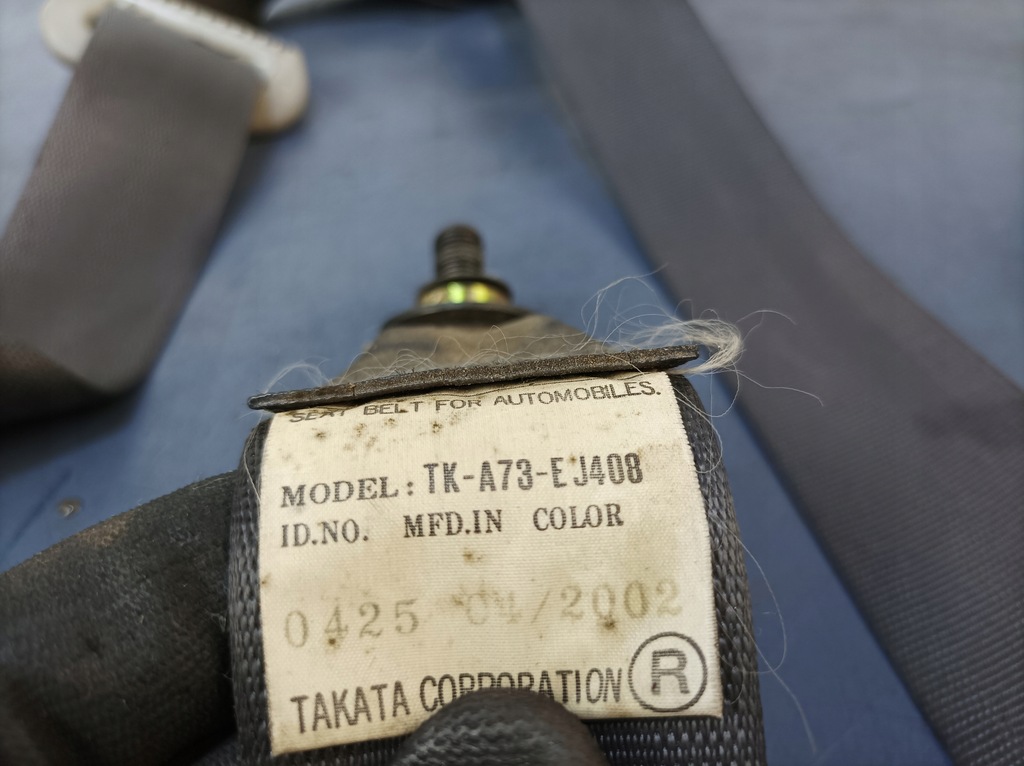 SEAT BELT FOR AUTOMOBILES.
MODEL: TK-A73-EJ408
ID.NO. MFD.IN COLOR
0425 04/2002
TAKATA CORPORATION R